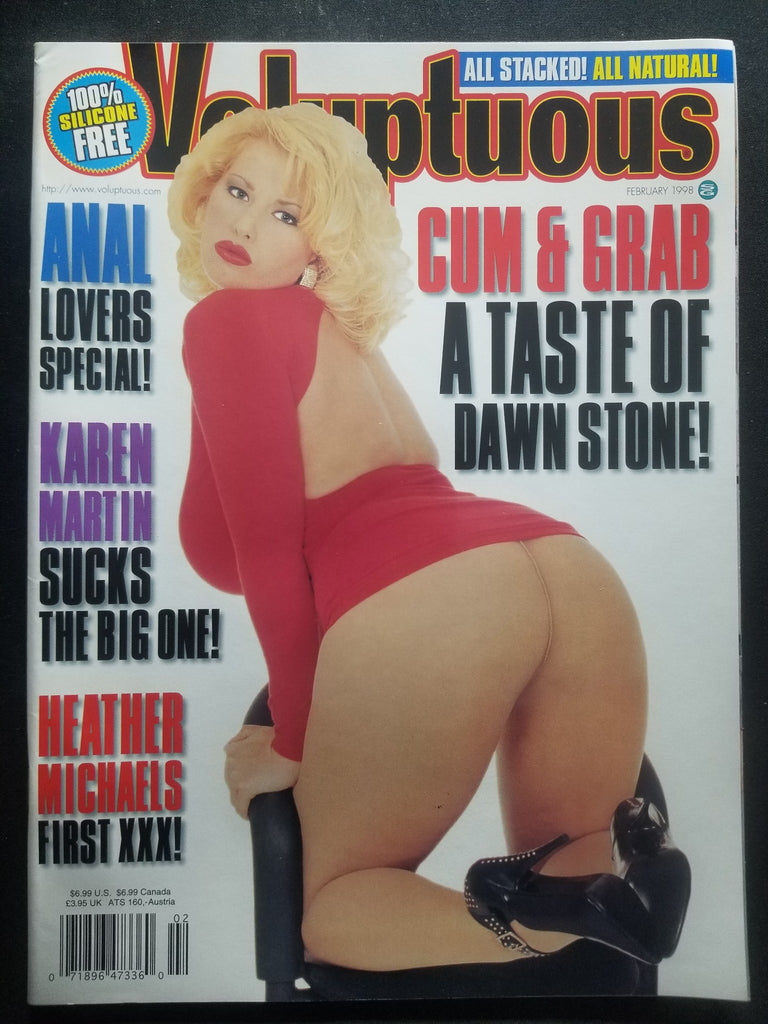 ALL STACKED! ALL NATURAL!
Voluptuous
100%
SILICONE
FREE
http://www.voluptuous.com
FEBRUARY 1998
SG
ANAL
LOVERS
SPECIAL!
CUM & GRAB
A TASTE OF
DAWN STONE!
KAREN
MARTIN
SUCKS
THE BIG ONE!
HEATHER
MICHAELS
FIRST XXX!
$6.99 U.S. $6.99 Canada
£3.95 UK ATS 160,-Austria
02
0 71896 47336 0